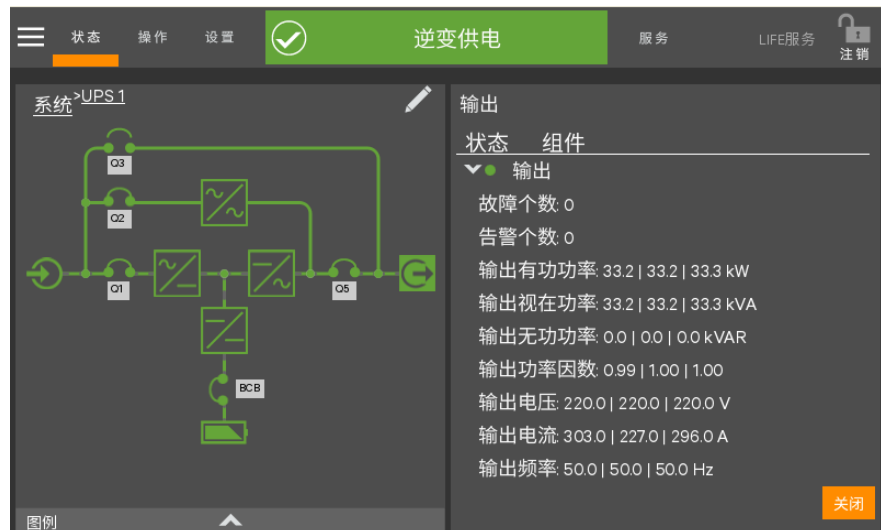 状态 操作 设置 逆变供电 服务 LIFE服务 注销
系统>UPS 1
Q3
Q2
Q1
Q5
BCB
图例
输出
状态 组件
输出
故障个数: 0
告警个数: 0
输出有功功率: 33.2 | 33.2 | 33.3 kW
输出视在功率: 33.2 | 33.2 | 33.3 kVA
输出无功功率: 0.0 | 0.0 | 0.0 kVAR
输出功率因数: 0.99 | 1.00 | 1.00
输出电压: 220.0 | 220.0 | 220.0 V
输出电流: 303.0 | 227.0 | 296.0 A
输出频率: 50.0 | 50.0 | 50.0 Hz
关闭